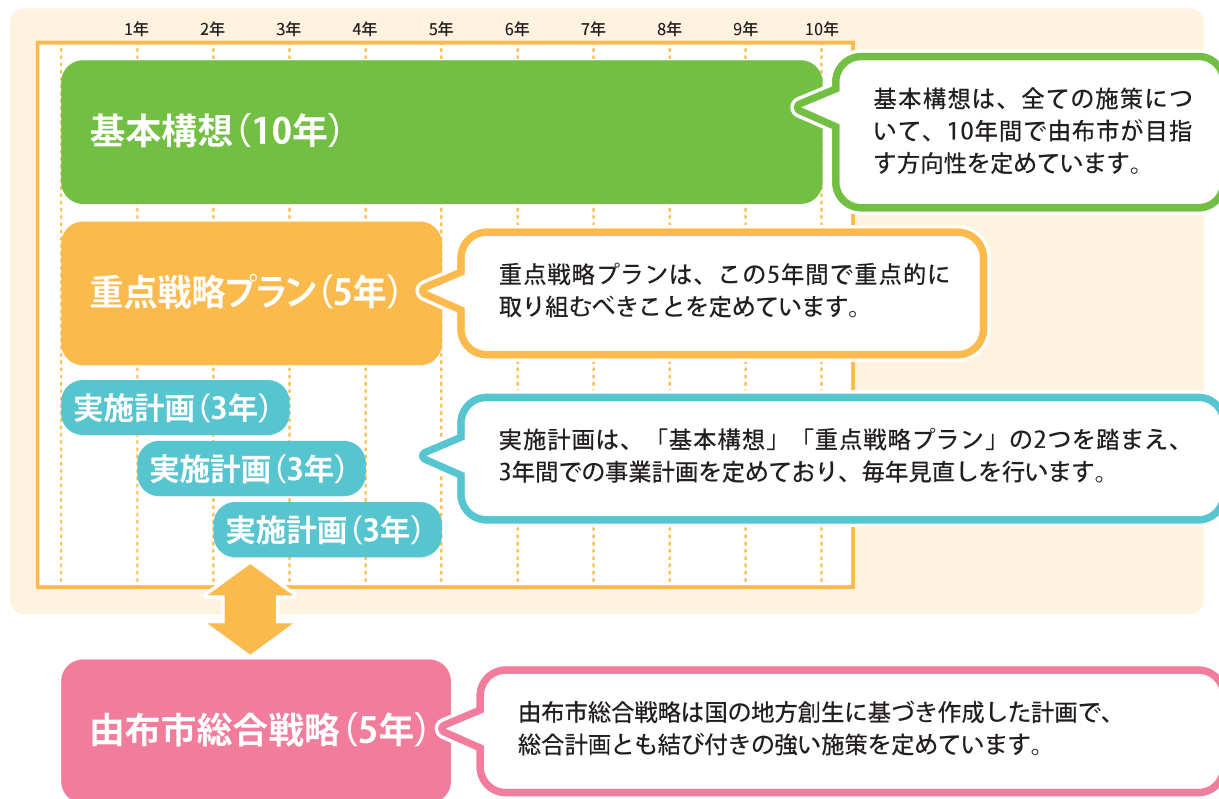 1年 2年 3年 4年 5年 6年 7年 8年 9年 10年
基本構想（10年）
基本構想は、全ての施策につ
いて、10年間で由布市が目指
す方向性を定めています。
重点戦略プラン（5年）
重点戦略プランは、この5年間で重点的に
取り組むべきことを定めています。
実施計画（3年）
実施計画（3年）
実施計画（3年）
実施計画は、「基本構想」「重点戦略プラン」の2つを踏まえ、
3年間での事業計画を定めており、毎年見直しを行います。
由布市総合戦略（5年）
由布市総合戦略は国の地方創生に基づき作成した計画で、
総合計画とも結び付きの強い施策を定めています。